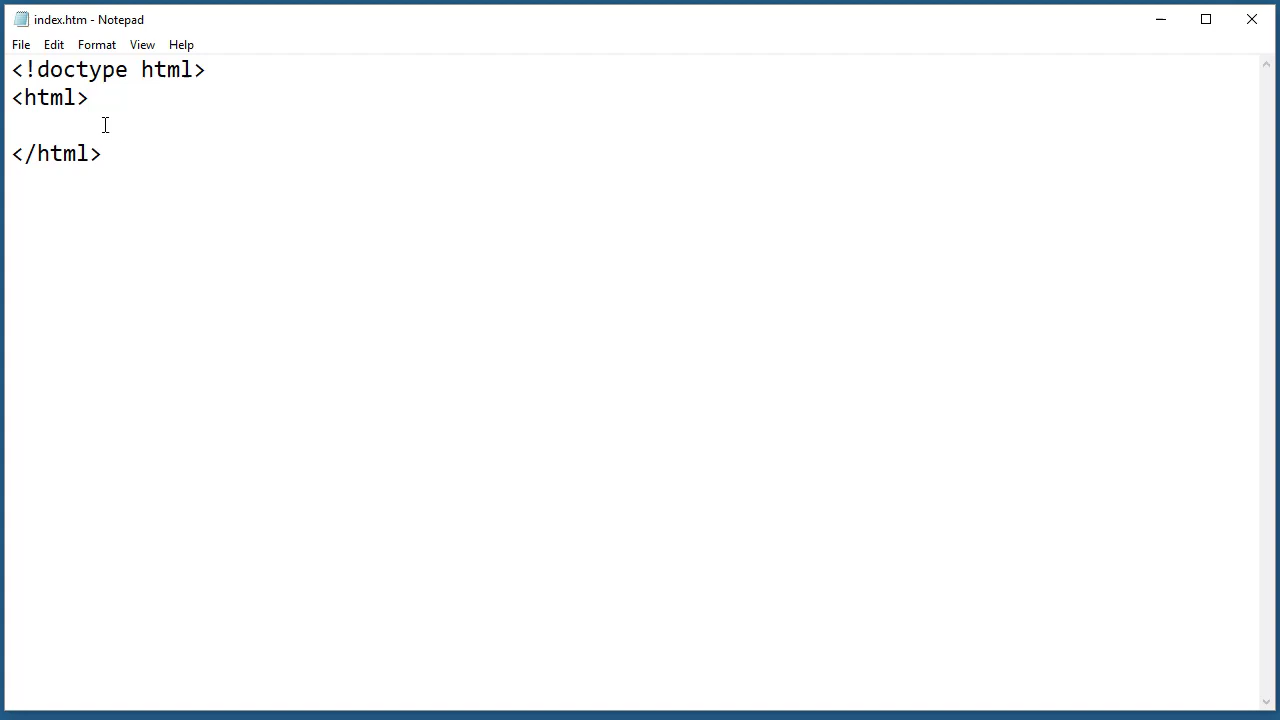 index.htm - Notepad
File Edit Format View Help
<!doctype html>
<html>
</html>